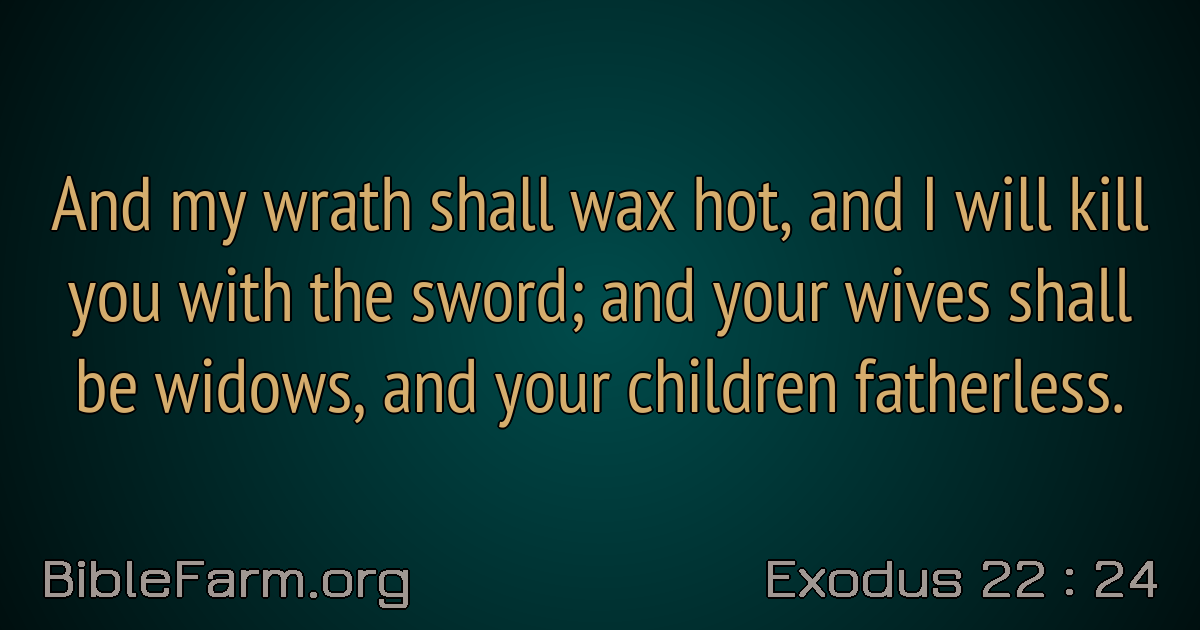 And my wrath shall wax hot, and I will kill
you with the sword; and your wives shall
be widows, and your children fatherless.
BibleFarm.org
Exodus 22 : 24